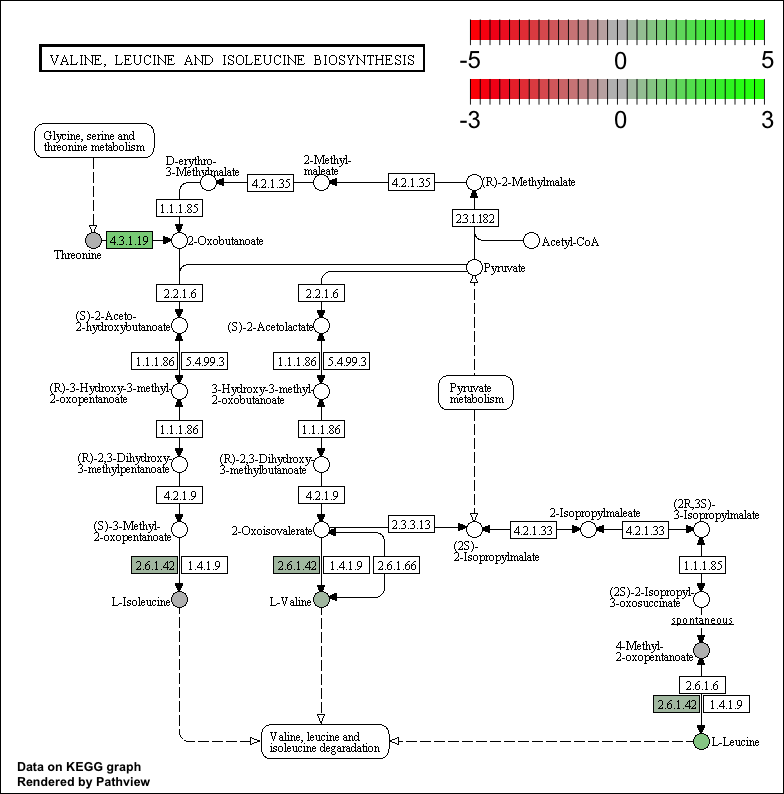 -5 0 5
VALINE, LEUCINE AND ISOLEUCINE BIOSYNTHESIS
-3 0 3
Glycine, serine and
threonine metabolism
D-erythro-
3-Methylmalate
2-Methyl-
maleate
4.2.1.35
4.2.1.35
(R)-2-Methylmalate
1.1.1.85
2.3.1.182
4.3.1.19
2-Oxobutanoate
Acetyl-CoA
Threonine
Pyruvate
2.2.1.6
2.2.1.6
(S)-2-Aceto-
2-hydroxybutanoate
(S)-2-Acetolactate
1.1.1.86
5.4.99.3
1.1.1.86
5.4.99.3
(R)-3-Hydroxy-3-methyl-
2-oxopentanoate
3-Hydroxy-3-methyl-
2-oxobutanoate
Pyruvate
metabolism
1.1.1.86
1.1.1.86
(R)-2,3-Dihydroxy-
3-methylpentanoate
(R)-2,3-Dihydroxy-
3-methylbutanoate
4.2.1.9
4.2.1.9
(S)-3-Methyl-
2-oxopentanoate
2-Oxoisovalerate
2.3.3.13
(2S)-
2-Isopropylmalate
4.2.1.33
2-Isopropylmaleate
4.2.1.33
(2R,3S)-
3-Isopropylmalate
2.6.1.42
1.4.1.9
2.6.1.42
1.4.1.9
2.6.1.66
1.1.1.85
L-Isoleucine
L-Valine
(2S)-2-Isopropyl-
3-oxosuccinate
spontaneous
4-Methyl-
2-oxopentanoate
2.6.1.6
2.6.1.42
1.4.1.9
Valine, leucine and
isoleucine degradation
L-Leucine
Data on KEGG graph
Rendered by Pathview